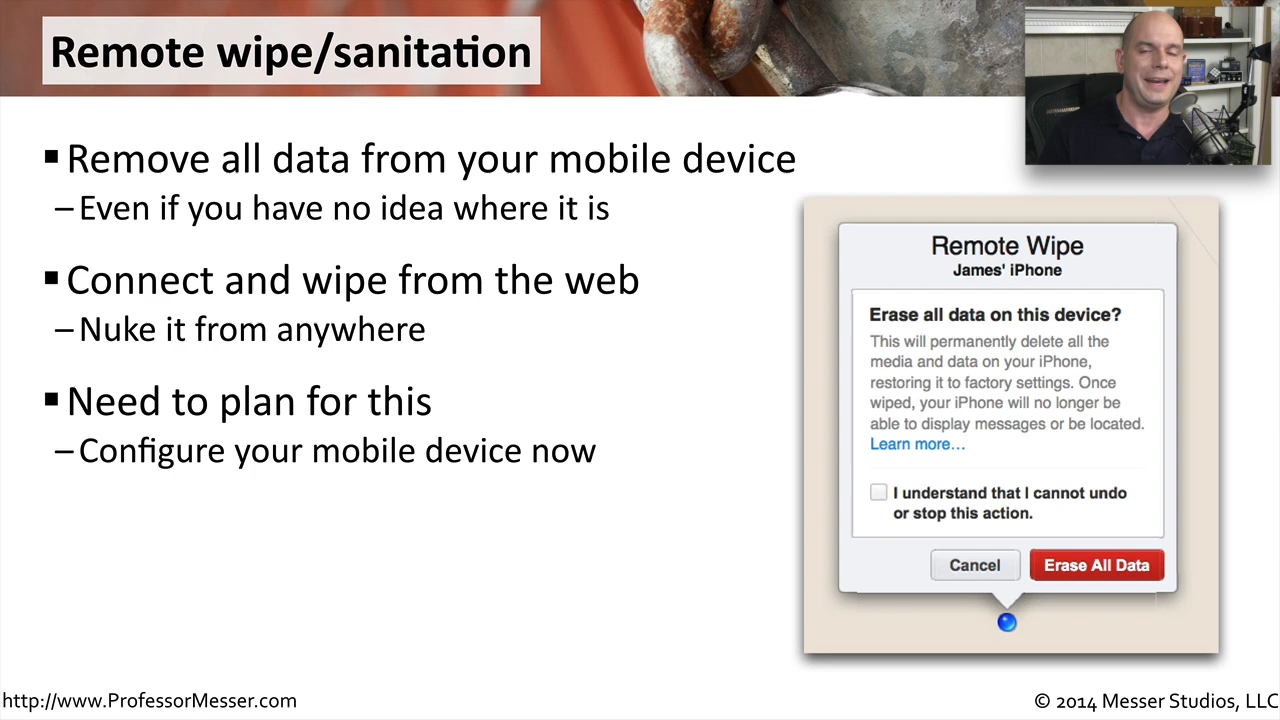 Remote wipe/sanitation
▪ Remove all data from your mobile device
– Even if you have no idea where it is
▪ Connect and wipe from the web
– Nuke it from anywhere
▪ Need to plan for this
– Configure your mobile device now
Remote Wipe
James' iPhone
Erase all data on this device?
This will permanently delete all the
media and data on your iPhone,
restoring it to factory settings. Once
wiped, your iPhone will no longer be
able to display messages or be located.
Learn more...
I understand that I cannot undo
or stop this action.
Cancel
Erase All Data
http://www.ProfessorMesser.com
© 2014 Messer Studios, LLC